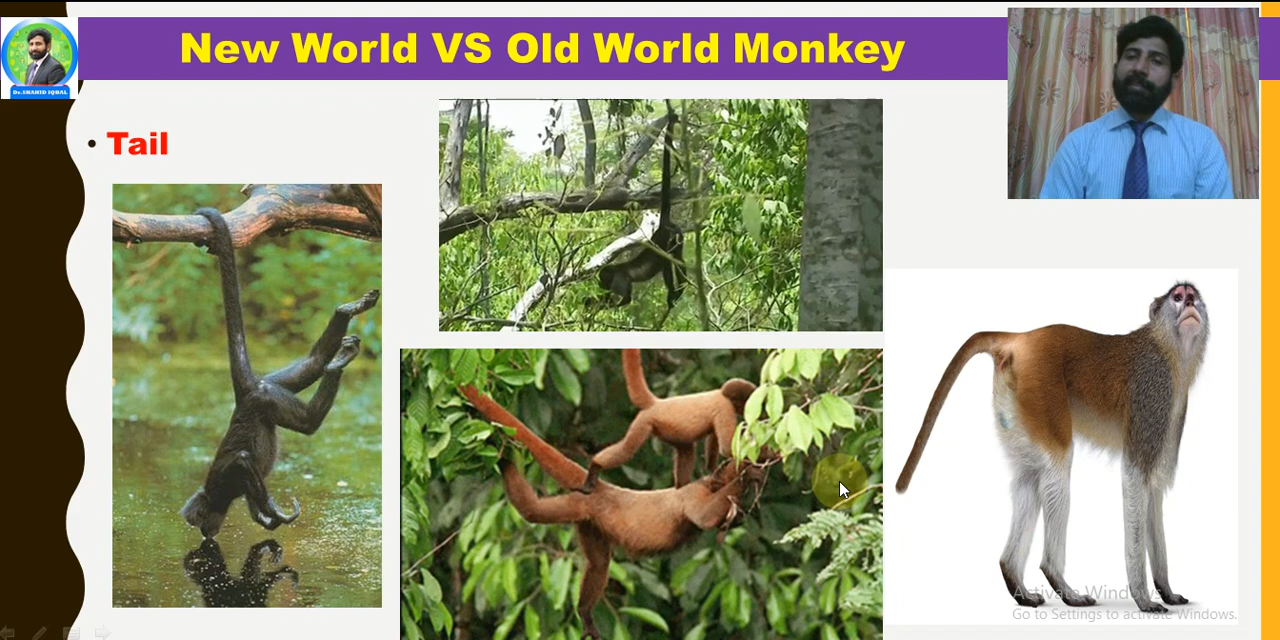 New World VS Old World Monkey
Dr.SHAHID IQBAL
• Tail
Activate Windows
Go to Settings to activate Windows.